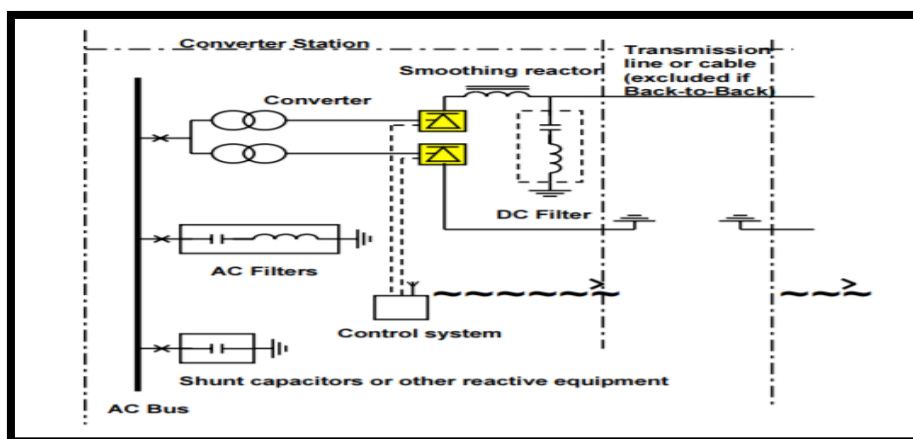 Converter Station
Transmission
line or cable
(excluded if
Back-to-Back)
Smoothing reactor
Converter
DC Filter
AC Filters
Control system
Shunt capacitors or other reactive equipment
AC Bus